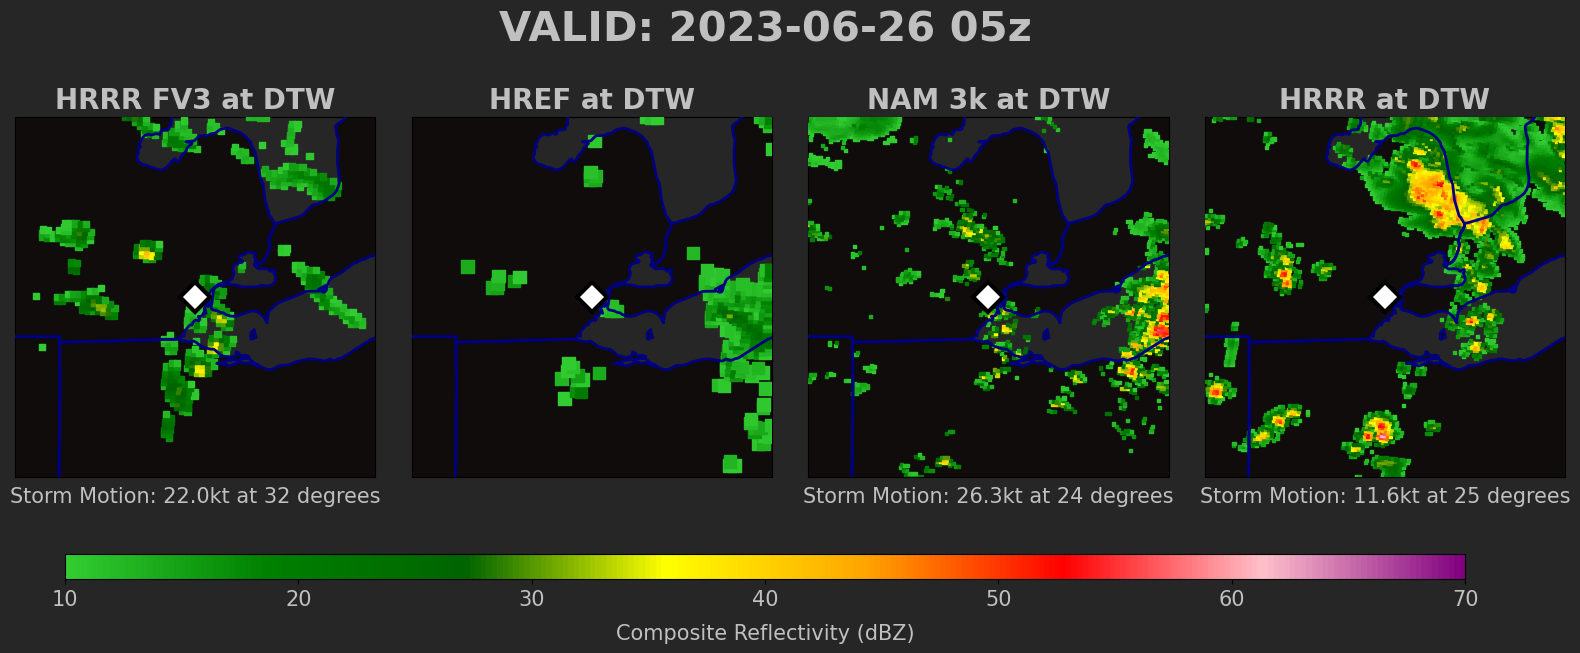 VALID: 2023-06-26 05z
HRRR FV3 at DTW
HREF at DTW
NAM 3k at DTW
HRRR at DTW
Storm Motion: 22.0kt at 32 degrees
Storm Motion: 26.3kt at 24 degrees
Storm Motion: 11.6kt at 25 degrees
10 20 30 40 50 60 70
Composite Reflectivity (dBZ)